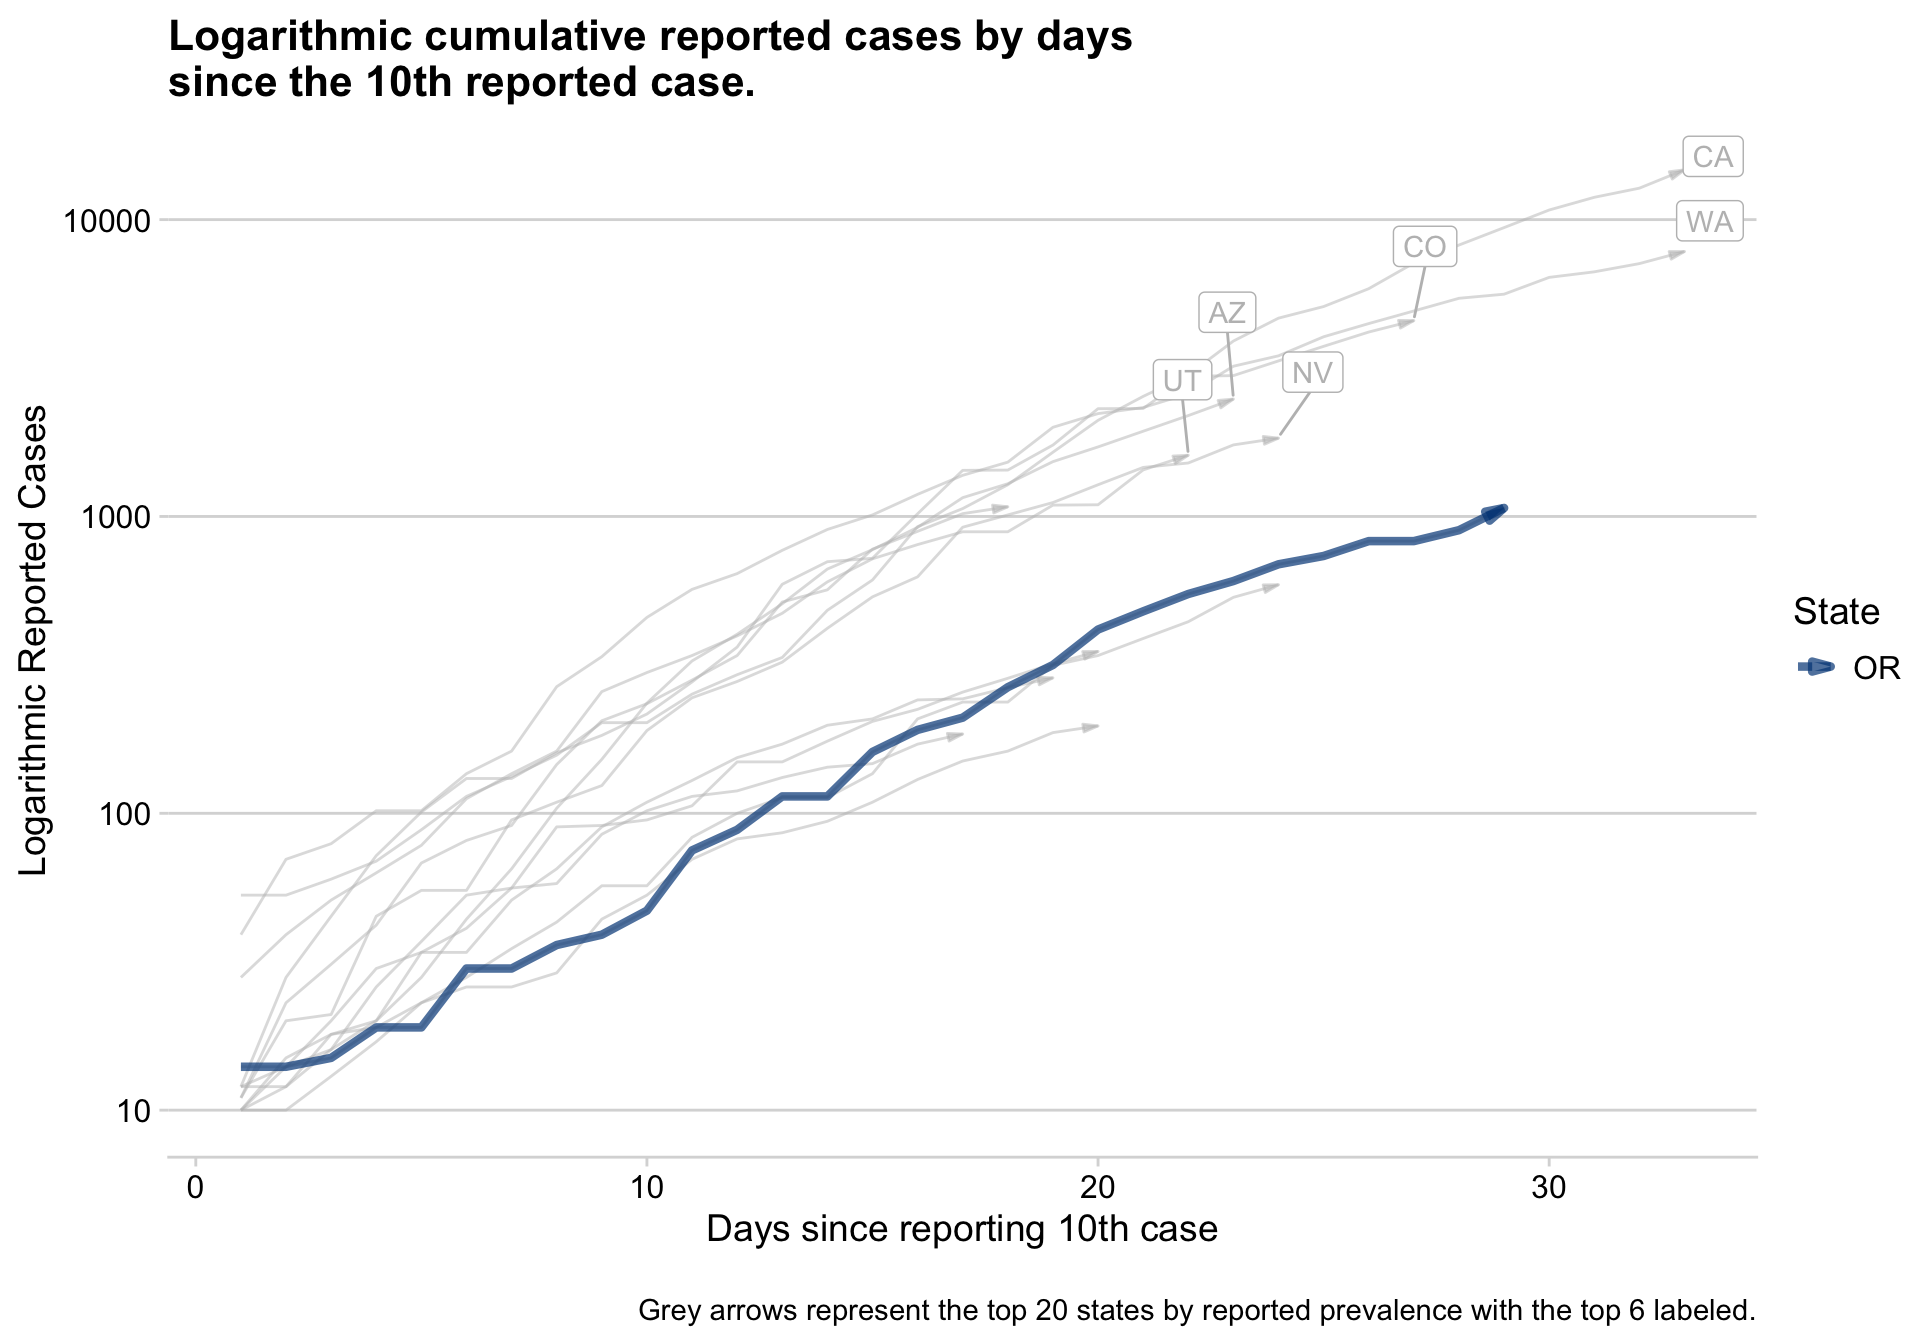 Logarithmic cumulative reported cases by days
since the 10th reported case.
CA
10000
WA
CO
AZ
NV
UT
Logarithmic Reported Cases
1000
State
OR
100
10
0
10
20
30
Days since reporting 10th case
Grey arrows represent the top 20 states by reported prevalence with the top 6 labeled.